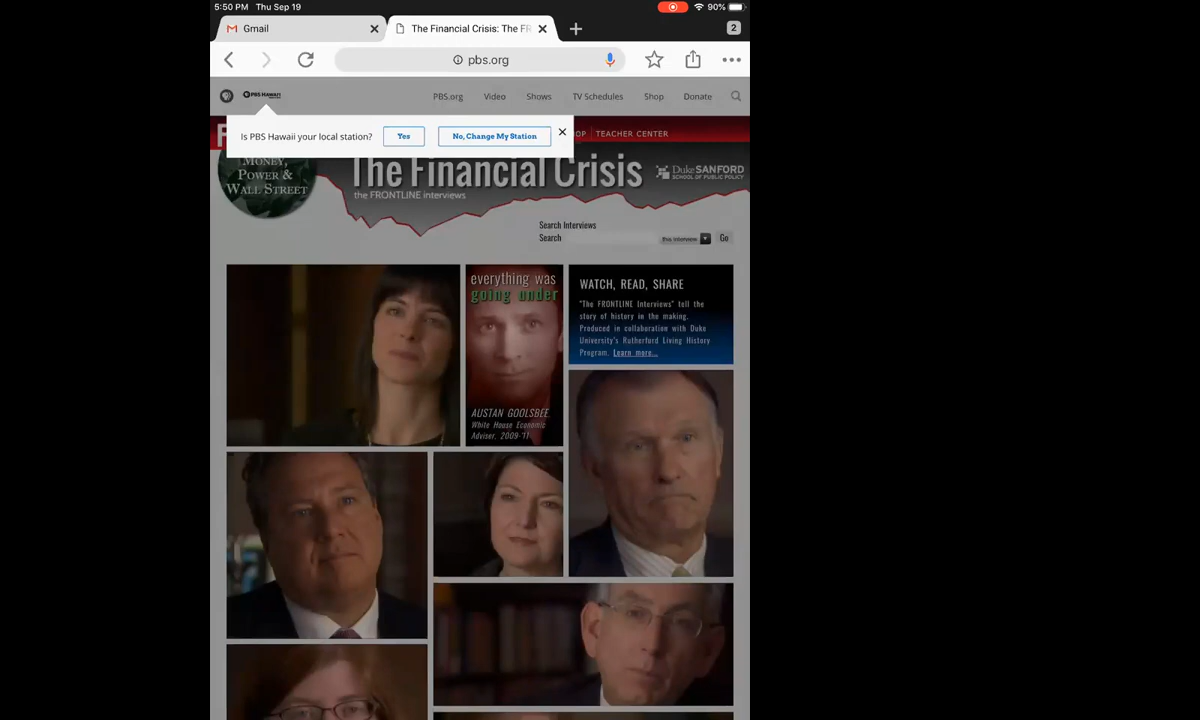 5:50 PM Thu Sep 19
90%
Gmail
The Financial Crisis: The FR
2
pbs.org
PBS HAWAI'I
PBS.org Video Shows TV Schedules Shop Donate
Is PBS Hawaii your local station? Yes No, Change My Station
OP | TEACHER CENTER
MONEY,
POWER &
WALL STREET
The Financial Crisis
the FRONTLINE interviews
Duke SANFORD
SCHOOL OF PUBLIC POLICY
Search Interviews
Search This Interview Go
everything was
going under
AUSTAN GOOLSBEE
White House Economic
Adviser, 2009-'11
WATCH, READ, SHARE
"The FRONTLINE Interviews" tell the
story of history in the making.
Produced in collaboration with Duke
University's Rutherford Living History
Program. Learn more...